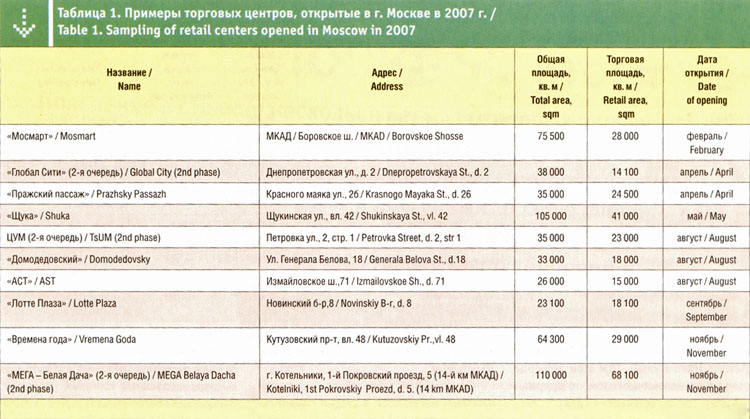 Таблица 1. Примеры торговых центров, открытые в г. Москве в 2007 г. /
Table 1. Sampling of retail centers opened in Moscow in 2007
Название /
Name
Адрес /
Address
Общая
площадь,
кв. м /
Total area,
sqm
Торговая
площадь,
кв. м /
Retail area,
sqm
Дата
открытия /
Date
of opening
«Мосмарт» / Mosmart
МКАД / Боровское ш. / MKAD / Borovskoe Shosse
75 500
28 000
февраль /
February
«Глобал Сити» (2-я очередь) / Global City (2nd phase)
Днепропетровская ул., д. 2 / Dnepropetrovskaya St., d. 2
38 000
14 100
апрель / April
«Пражский пассаж» / Prazhsky Passazh
Красного маяка ул., 2б / Krasnogo Mayaka St., d. 26
35 000
24 500
апрель / April
«Щука» / Shuka
Щукинская ул., вл. 42 / Shukinskaya St., vl. 42
105 000
41 000
май / May
ЦУМ (2-я очередь) / TsUM (2nd phase)
Петровка ул., 2, стр. 1 / Petrovka Street, d. 2, str 1
35 000
23 000
август / August
«Домодедовский» / Domodedovsky
Ул. Генерала Белова, 18 / Generala Belova St., d.18
33 000
18 000
август / August
«АСТ» / AST
Измайловское ш.,71 / Izmailovskoe Sh., d. 71
26 000
15 000
август / August
«Лотте Плаза» / Lotte Plaza
Новинский б-р,8 / Novinskiy B-r, d. 8
23 100
18 100
сентябрь /
September
«Времена года» / Vremena Goda
Кутузовский пр-т, вл. 48 / Kutuzovskiy Pr.,vl. 48
64 300
29 000
ноябрь /
November
«МЕГА – Белая Дача» (2-я очередь) / MEGA Belaya Dacha
(2nd phase)
г. Котельники, 1-й Покровский проезд, 5 (14-й км МКАД) /
Kotelniki, 1st Pokrovskiy Proezd, d. 5. (14 km MKAD)
110 000
68 100
ноябрь /
November